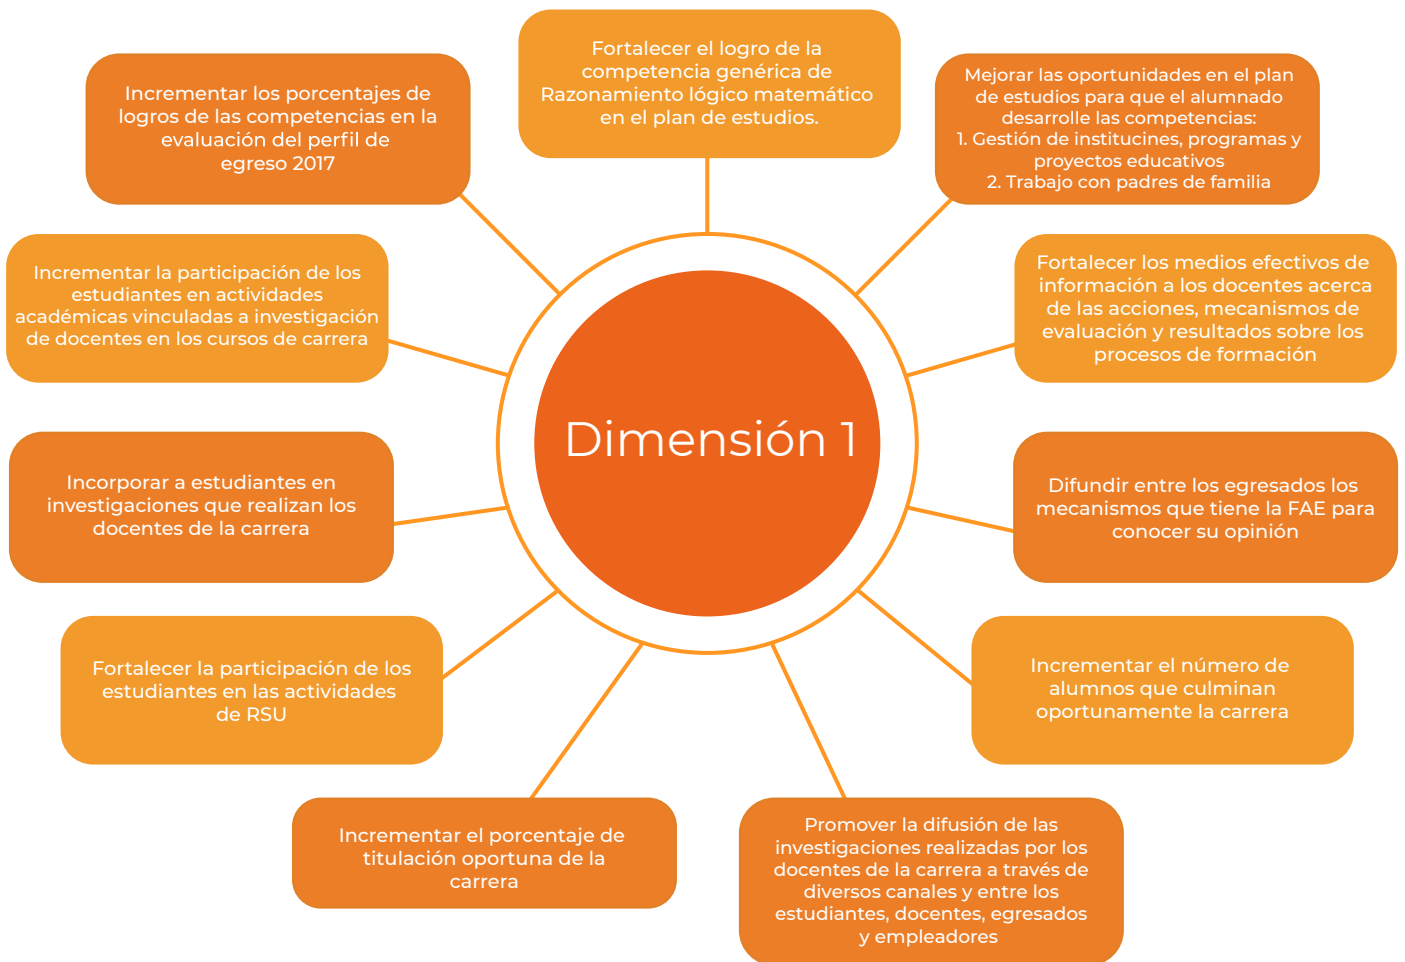 Fortalecer el logro de la
competencia genérica de
Razonamiento lógico matemático
en el plan de estudios.
Mejorar las oportunidades en el plan
de estudios para que el alumnado
desarrolle las competencias:
1. Gestión de institucines, programas y
proyectos educativos
2. Trabajo con padres de familia
Fortalecer los medios efectivos de
información a los docentes acerca
de las acciones, mecanismos de
evaluación y resultados sobre los
procesos de formación
Difundir entre los egresados los
mecanismos que tiene la FAE para
conocer su opinión
Incrementar el número de
alumnos que culminan
oportunamente la carrera
Promover la difusión de las
investigaciones realizadas por los
docentes de la carrera a través de
diversos canales y entre los
estudiantes, docentes, egresados
y empleadores
Incrementar el porcentaje de
titulación oportuna de la
carrera
Fortalecer la participación de los
estudiantes en las actividades
de RSU
Incorporar a estudiantes en
investigaciones que realizan los
docentes de la carrera
Incrementar la participación de los
estudiantes en actividades
académicas vinculadas a investigación
de docentes en los cursos de carrera
Incrementar los porcentajes de
logros de las competencias en la
evaluación del perfil de
egreso 2017
Dimensión 1